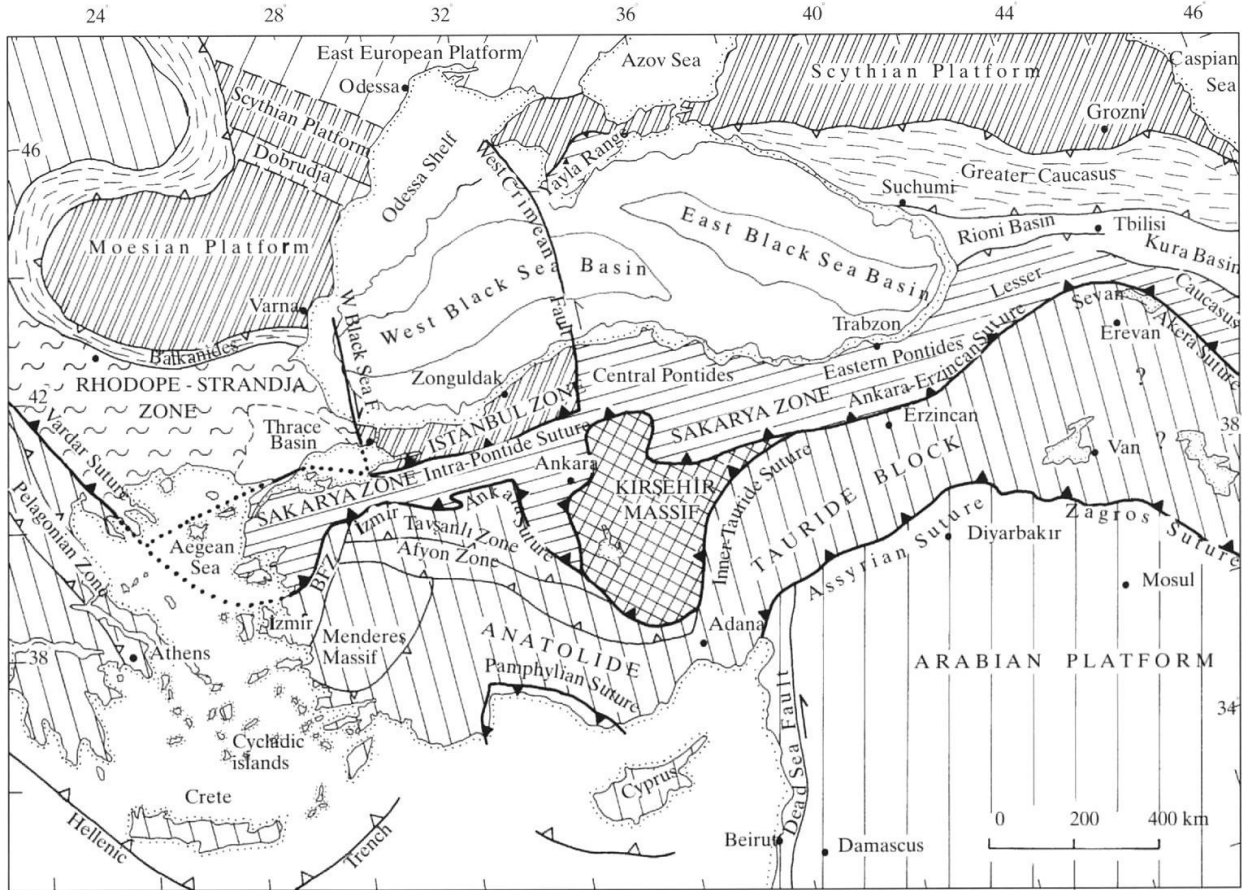 24°
28°
32°
36°
40°
44°
46°
East European Platform
Odessa
Azov Sea
Scythian Platform
Caspian
Sea
Grozni
Scythian Platform
Dobrudja
46
Odessa Shelf
West Crimean
Fault
Yayla Range
Greater Caucasus
Suchumi
Rioni Basin
Tbilisi
Kura Basin
Moesian Platform
East Black Sea Basin
West Black Sea Basin
Lesser
Caucasus
Varna
W Black Sea F
Balkanides
Trabzon
Sevan
Akera Suture
Erevan
RHODOPE - STRANDJA
ZONE
Zonguldak
Central Pontides
Eastern Pontides
Ankara-Erzincan Suture
42
Vardar Suture
Thrace
Basin
ISTANBUL ZONE
SAKARYA ZONE
Erzincan
?
38
SAKARYA ZONE
Intra-Pontide Suture
Ankara
KIRŞEHİR
MASSIF
Van
?
Pelagonian Zone
Aegean
Sea
İzmir
Ankara Suture
Tavşanlı Zone
Afyon Zone
BFZ
Inner Tauride Suture
TAURIDE BLOCK
Assyrian Suture
Diyarbakır
Zagros Suture
Mosul
İzmir
Menderes
Massif
ANATOLIDE
Adana
Pamphylian Suture
38
Athens
ARABIAN PLATFORM
34
Cycladic
islands
Cyprus
Dead Sea Fault
Crete
Hellenic
Trench
Beirut
Damascus
0 200 400 km